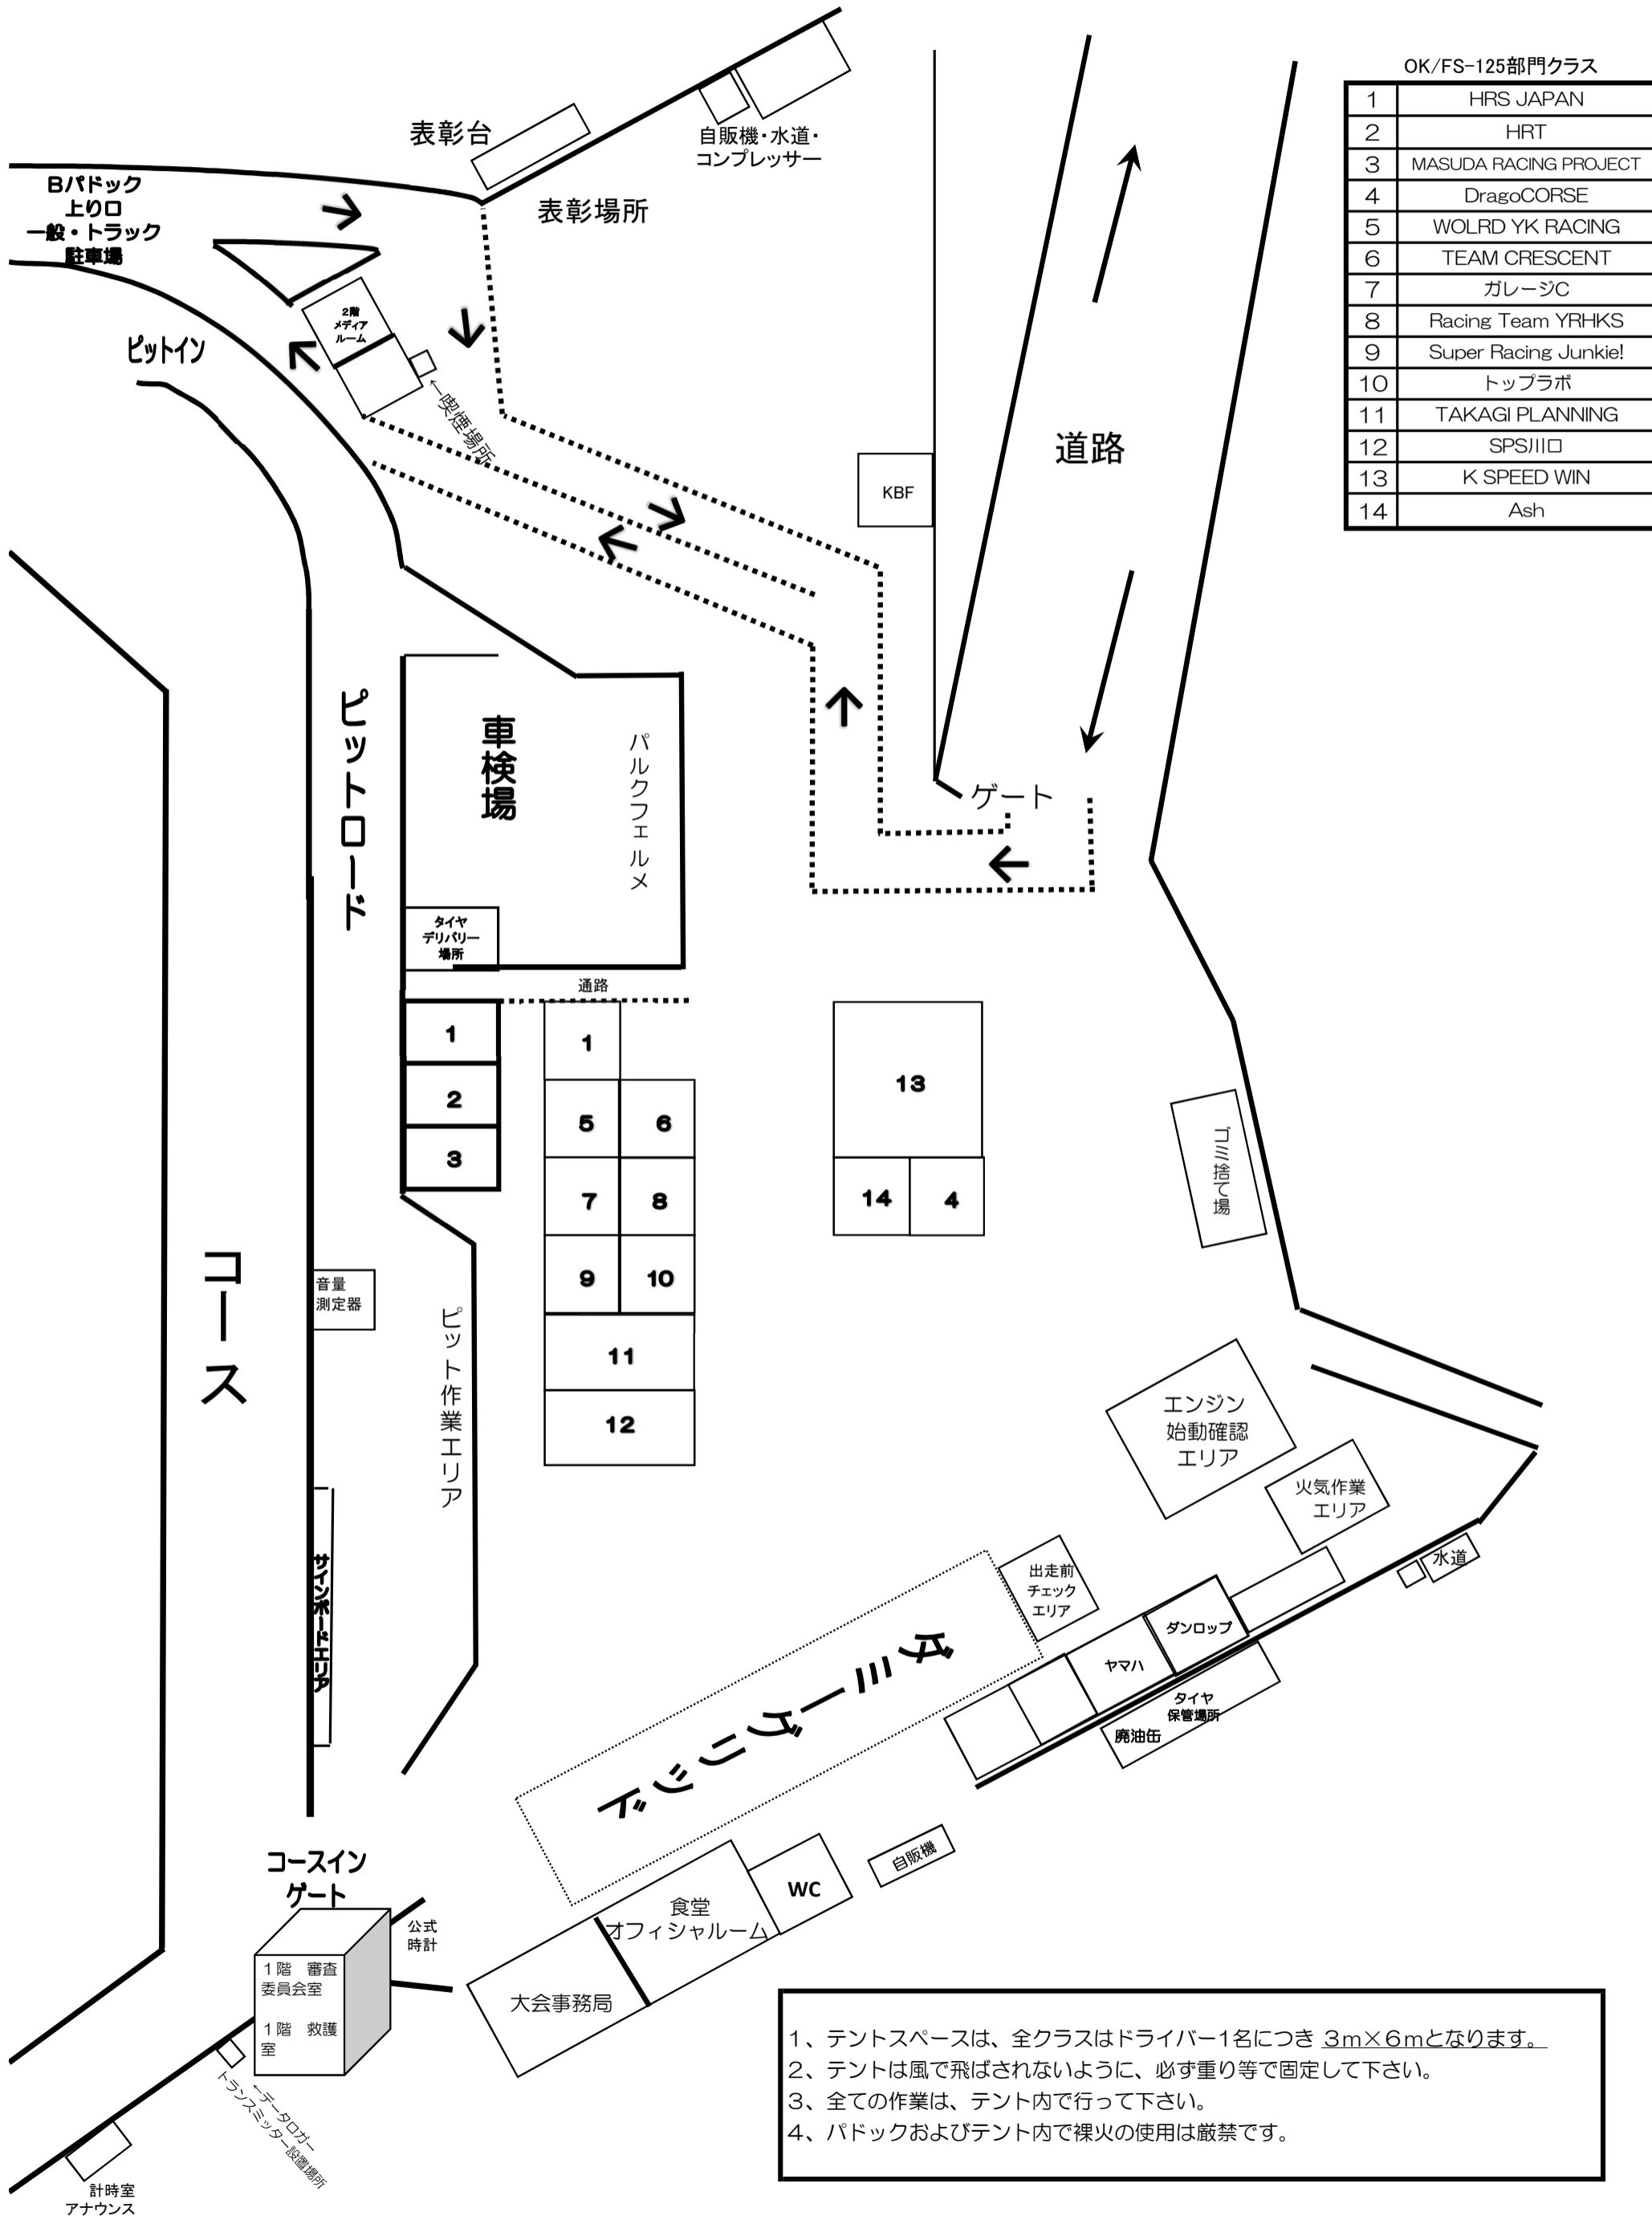 OK/FS-125部門クラス
1 HRS JAPAN
2 HRT
3 MASUDA RACING PROJECT
4 DragoCORSE
5 WOLRD YK RACING
6 TEAM CRESCENT
7 ガレージC
8 Racing Team YRHKS
9 Super Racing Junkie!
10 トップラボ
11 TAKAGI PLANNING
12 SPS川口
13 K SPEED WIN
14 Ash
表彰台
自販機・水道・
コンプレッサー
表彰場所
Bパドック
上り口
一般・トラック
駐車場
2階
メディア
ルーム
ピットイン
←喫煙場所
KBF
道路
ゲート
ピットロード
車検場
パルクフェルメ
タイヤ
デリバリー
場所
通路
1
2
3
1
5
6
7
8
9
10
11
12
13
14
4
ゴミ捨て場
コース
音量
測定器
ピット作業エリア
サインボードエリア
エンジン
始動確認
エリア
火気作業
エリア
水道
出走前
チェック
エリア
ダミーグリッド
ダンロップ
ヤマハ
タイヤ
保管場所
廃油缶
自販機
WC
食堂
オフィシャルルーム
大会事務局
コースイン
ゲート
公式
時計
1階 審査
委員会室
1階 救護
室
←データロガー
トランスミッター設置場所
計時室
アナウンス
1、テントスペースは、全クラスはドライバー1名につき 3m×6mとなります。
2、テントは風で飛ばされないように、必ず重り等で固定して下さい。
3、全ての作業は、テント内で行って下さい。
4、パドックおよびテント内で裸火の使用は厳禁です。